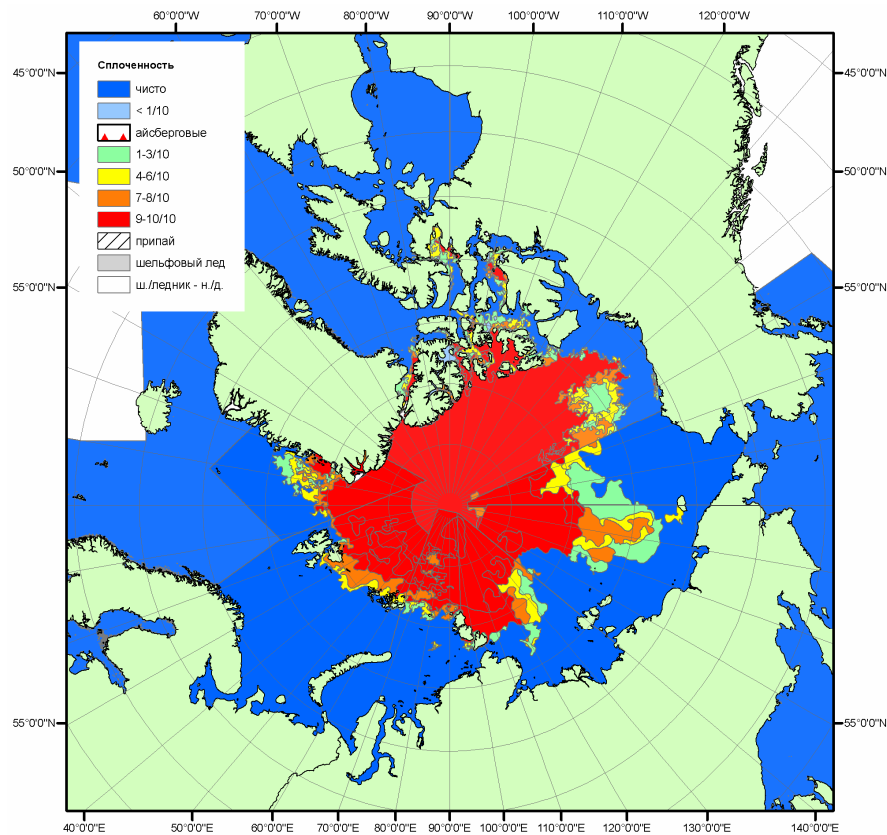 60°0'0"W 70°0'0"W 80°0'0"W 90°0'0"W 100°0'0"W 110°0'0"W 120°0'0"W
45°0'0"N 45°0'0"N
50°0'0"N 50°0'0"N
55°0'0"N 55°0'0"N
Сплоченность
чисто
< 1/10
айсберговые
1-3/10
4-6/10
7-8/10
9-10/10
припай
шельфовый лед
ш./ледник - н./д.
55°0'0"N 55°0'0"N
40°0'0"E 50°0'0"E 60°0'0"E 70°0'0"E 80°0'0"E 90°0'0"E 100°0'0"E 110°0'0"E 120°0'0"E 130°0'0"E 140°0'0"E